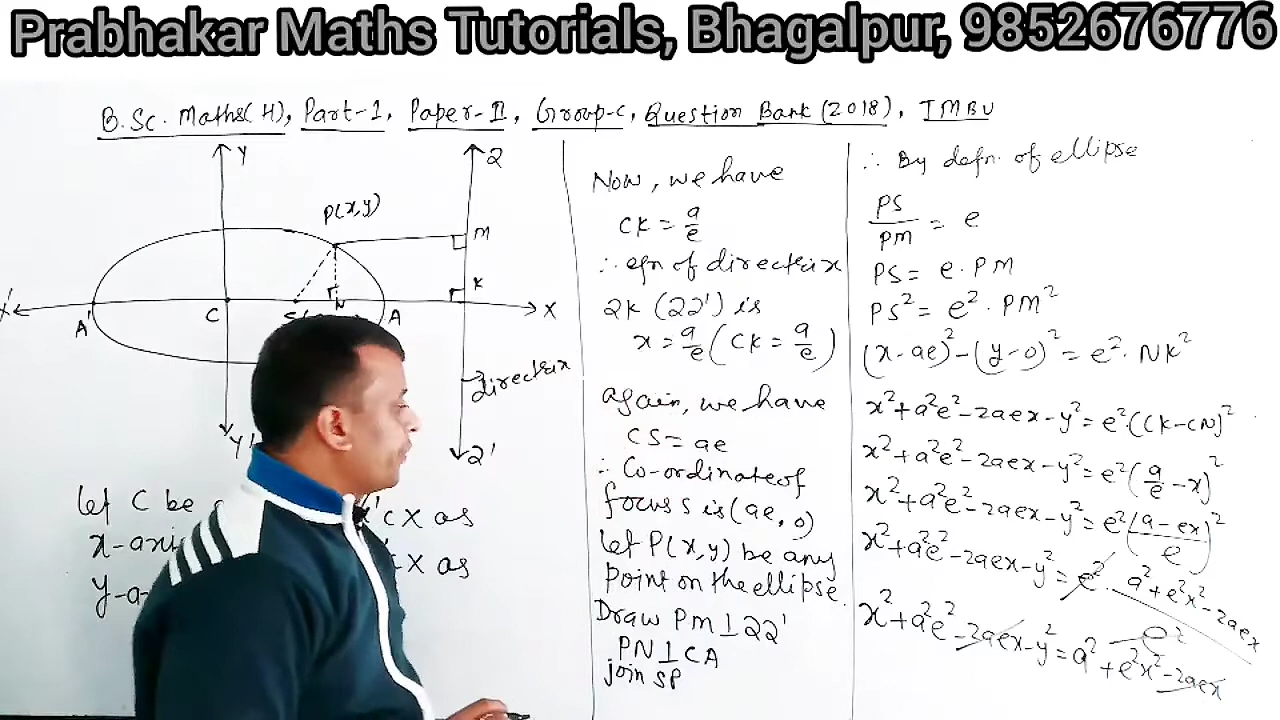 Prabhakar Maths Tutorials, Bhagalpur, 9852676776
B.Sc. Maths(H), Part-1, Paper-II, Group-C, Question Bank (2018), TMBU
Y
Z
P(x,y)
M
K
A'
C
N
A
X
directrix
Y'
Z'
let C be
X'CX as
x-axi
CX as
y-a
Now, we have
CK = a/e
∴ eqn of directrix
ZK (ZZ') is
x = a/e (CK = a/e)
again, we have
CS = ae
∴ Co-ordinate of
focus S is (ae, 0)
let P(x,y) be any
Point on the ellipse.
Draw PM ⊥ ZZ'
PN ⊥ CA
join SP
∴ By defn. of ellipse
PS/PM = e
PS = e·PM
PS² = e²·PM²
(x-ae)² - (y-0)² = e²·NK²
x²+a²e²-2aex-y² = e²(CK-CN)²
x²+a²e²-2aex-y² = e²(a/e - x)²
x²+a²e²-2aex-y² = e²((a-ex)/e)²
x²+a²e²-2aex-y² = e²· (a²+e²x²-2aex)/e²
x²+a²e²-2aex-y² = a²+e²x²-2aex